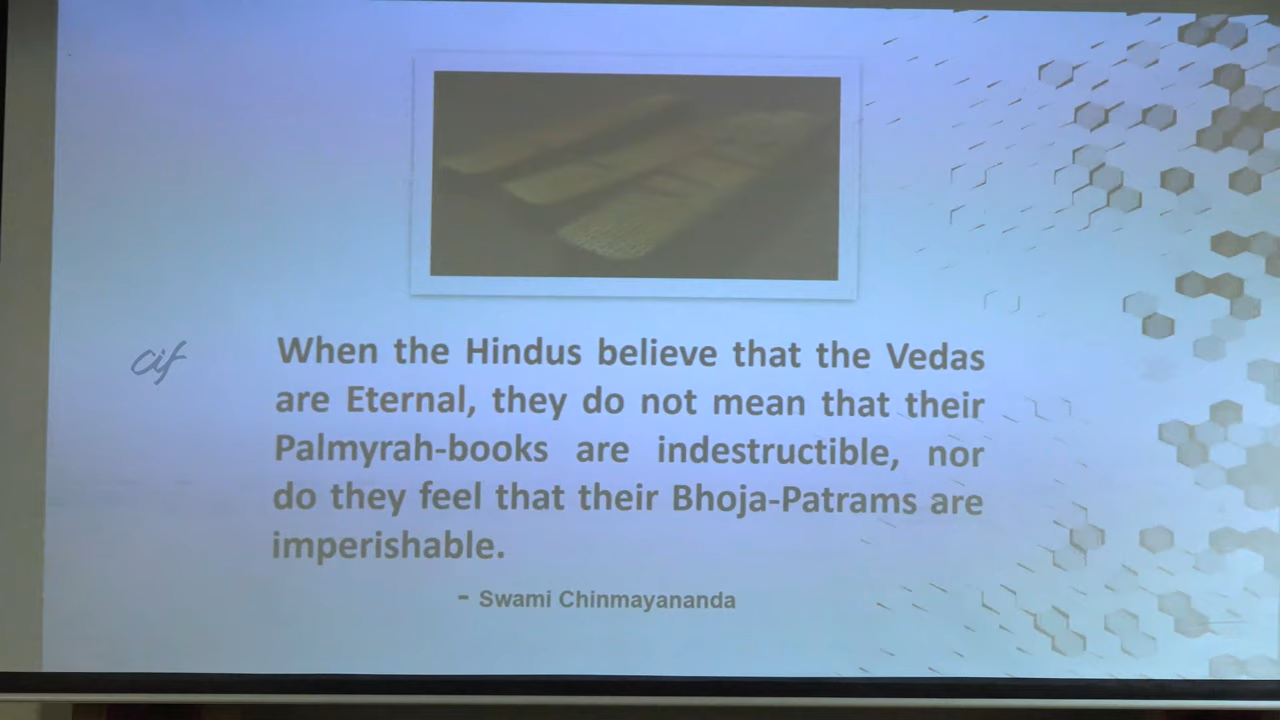 cif
When the Hindus believe that the Vedas
are Eternal, they do not mean that their
Palmyrah-books are indestructible, nor
do they feel that their Bhoja-Patrams are
imperishable.
- Swami Chinmayananda